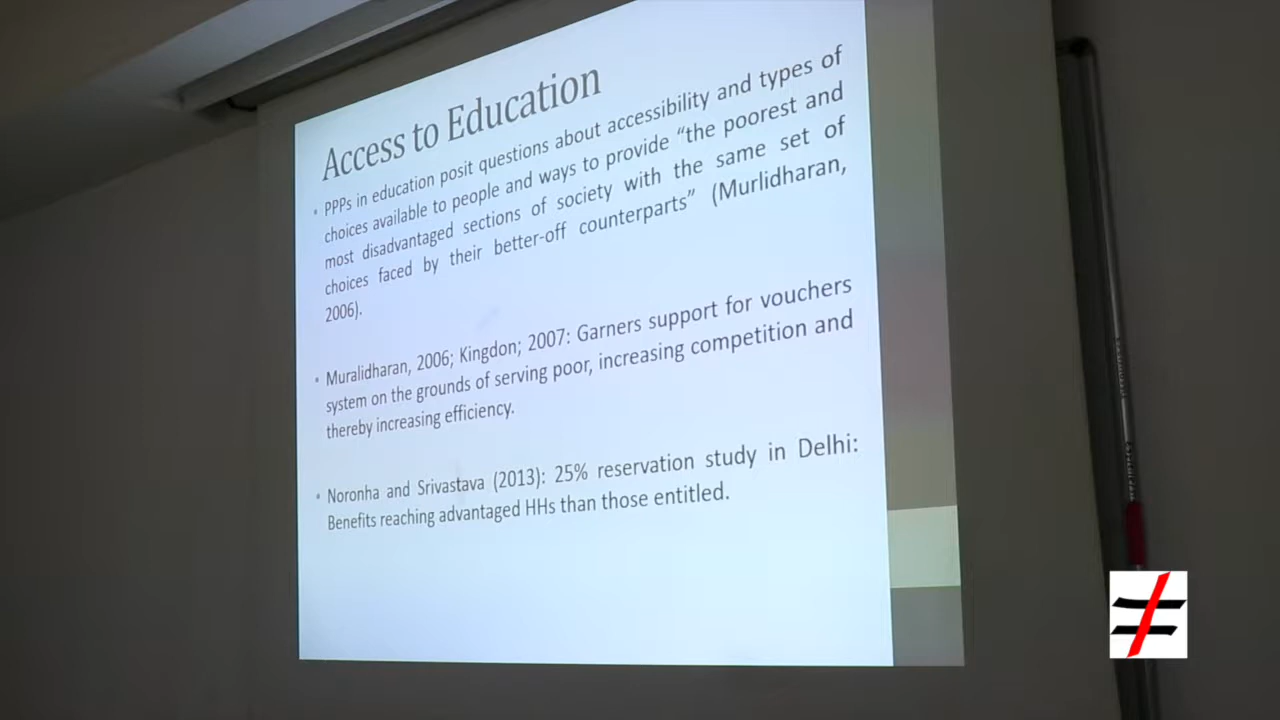 Access to Education
• PPPs in education posit questions about accessibility and types of
choices available to people and ways to provide “the poorest and
most disadvantaged sections of society with the same set of
choices faced by their better-off counterparts” (Murlidharan,
2006).
• Muralidharan, 2006; Kingdon; 2007: Garners support for vouchers
system on the grounds of serving poor, increasing competition and
thereby increasing efficiency.
• Noronha and Srivastava (2013): 25% reservation study in Delhi:
Benefits reaching advantaged HHs than those entitled.